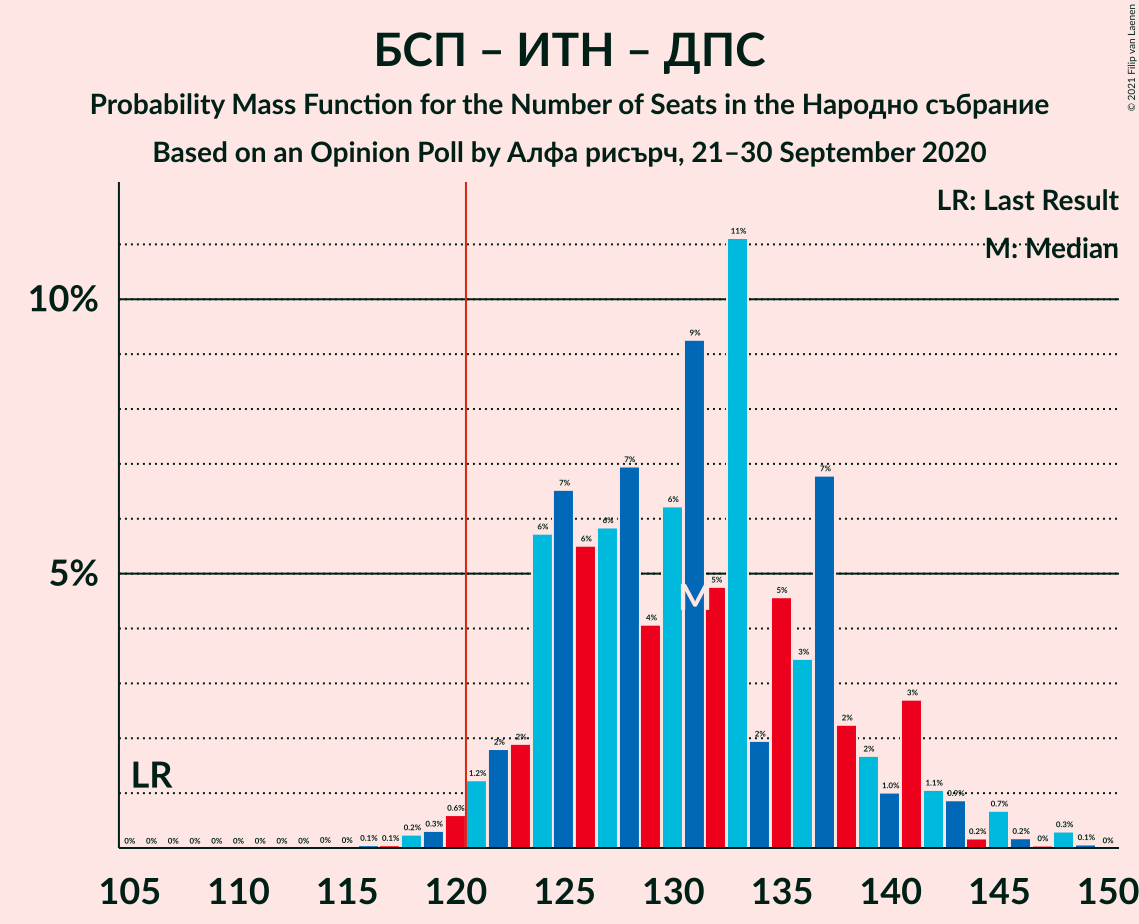 БСП – ИТН – ДПС
Probability Mass Function for the Number of Seats in the Народно събрание
Based on an Opinion Poll by Алфа рисърч, 21–30 September 2020
© 2021 Filip van Laenen
LR: Last Result
M: Median
10%
5%
LR
M
0% 0% 0% 0% 0% 0% 0% 0% 0% 0% 0% 0.1% 0.1% 0.2% 0.3% 0.6% 1.2% 2% 2% 6% 7% 6% 6% 7% 4% 6% 9% 5% 11% 2% 5% 3% 7% 2% 2% 1.0% 3% 1.1% 0.9% 0.2% 0.7% 0.2% 0% 0.3% 0.1% 0%
105 110 115 120 125 130 135 140 145 150